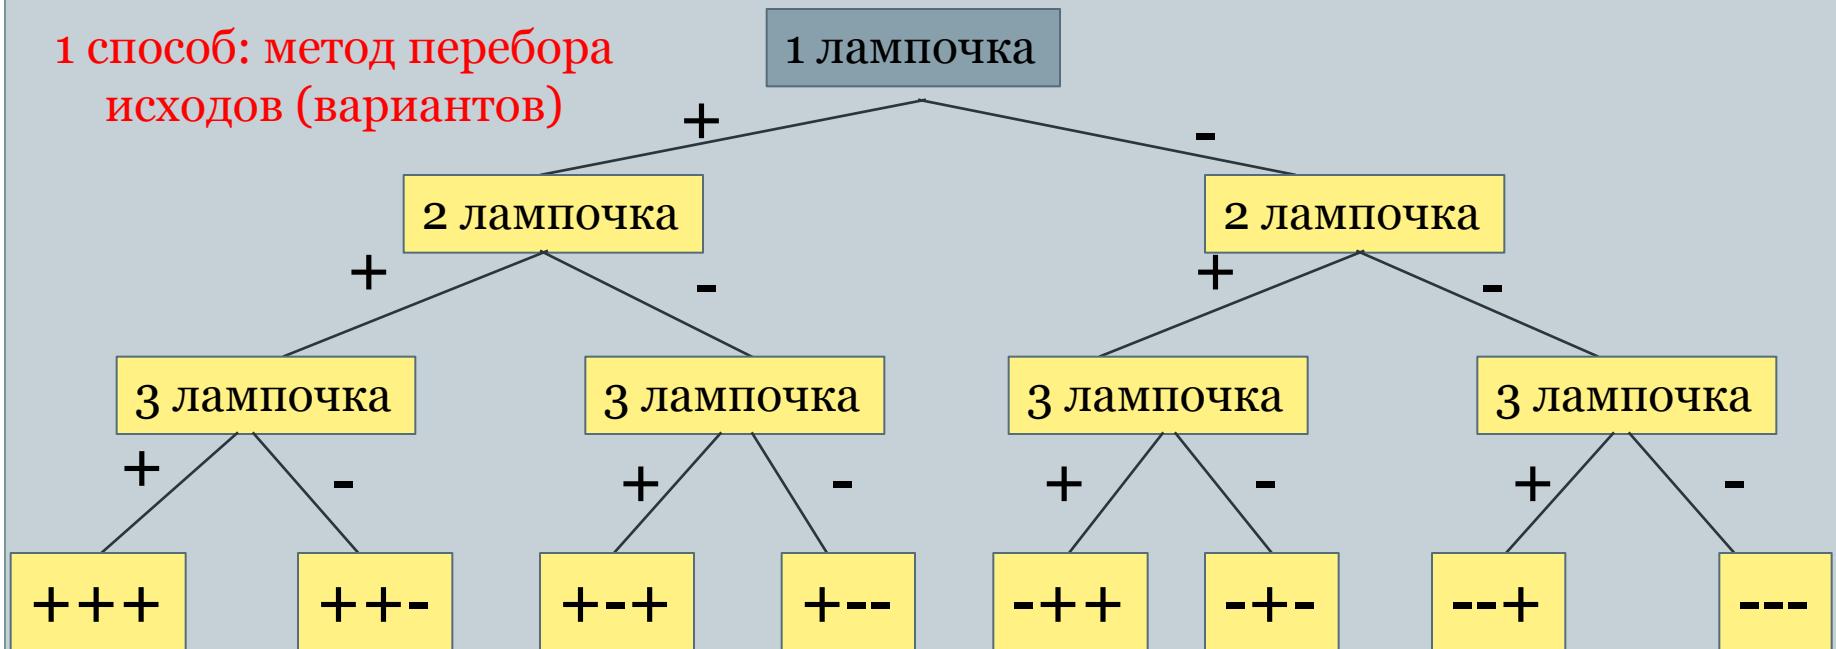 1 способ: метод перебора
исходов (вариантов)
1 лампочка
+ -
2 лампочка 2 лампочка
+ - + -
3 лампочка 3 лампочка 3 лампочка 3 лампочка
+ - + - + - + -
+++ ++- +-+ +-- -++ -+- --+ ---